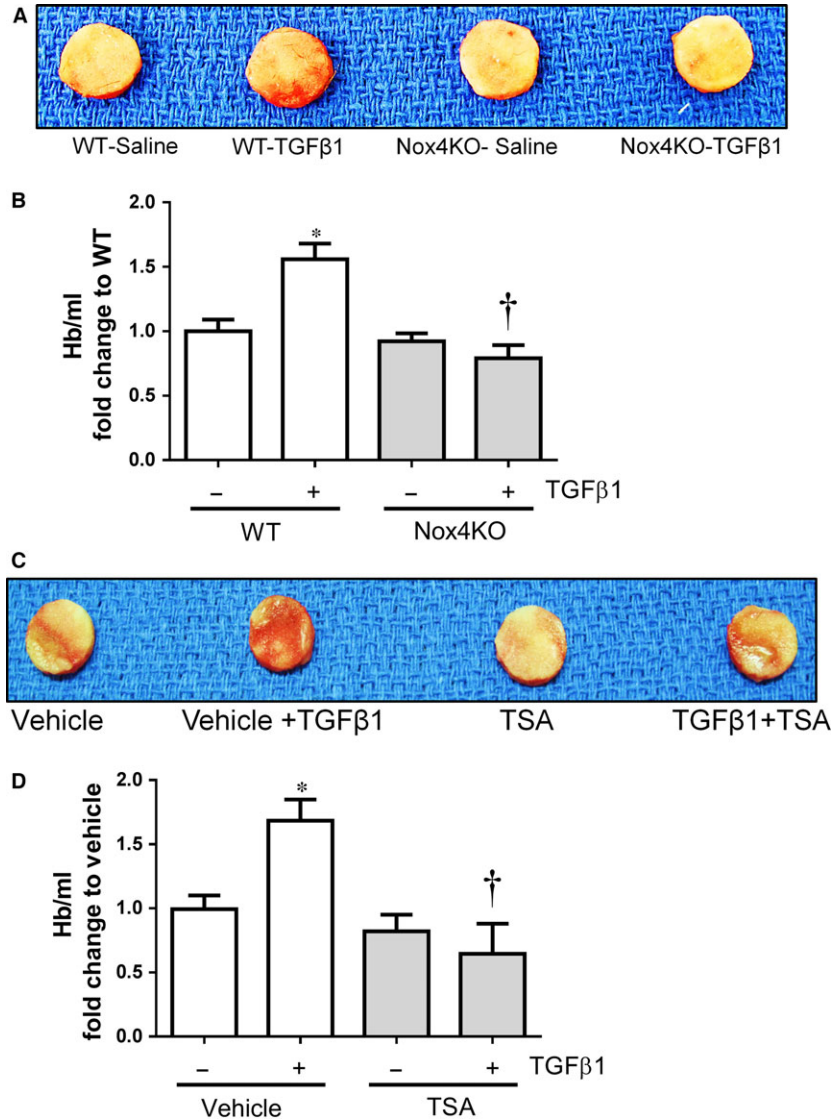 A
WT-Saline WT-TGFβ1 Nox4KO- Saline Nox4KO-TGFβ1
B
Hb/ml
fold change to WT
2.0
1.5
1.0
0.5
0.0
*
†
– + – + TGFβ1
WT Nox4KO
C
Vehicle Vehicle +TGFβ1 TSA TGFβ1+TSA
D
Hb/ml
fold change to vehicle
2.0
1.5
1.0
0.5
0.0
*
†
– + – + TGFβ1
Vehicle TSA